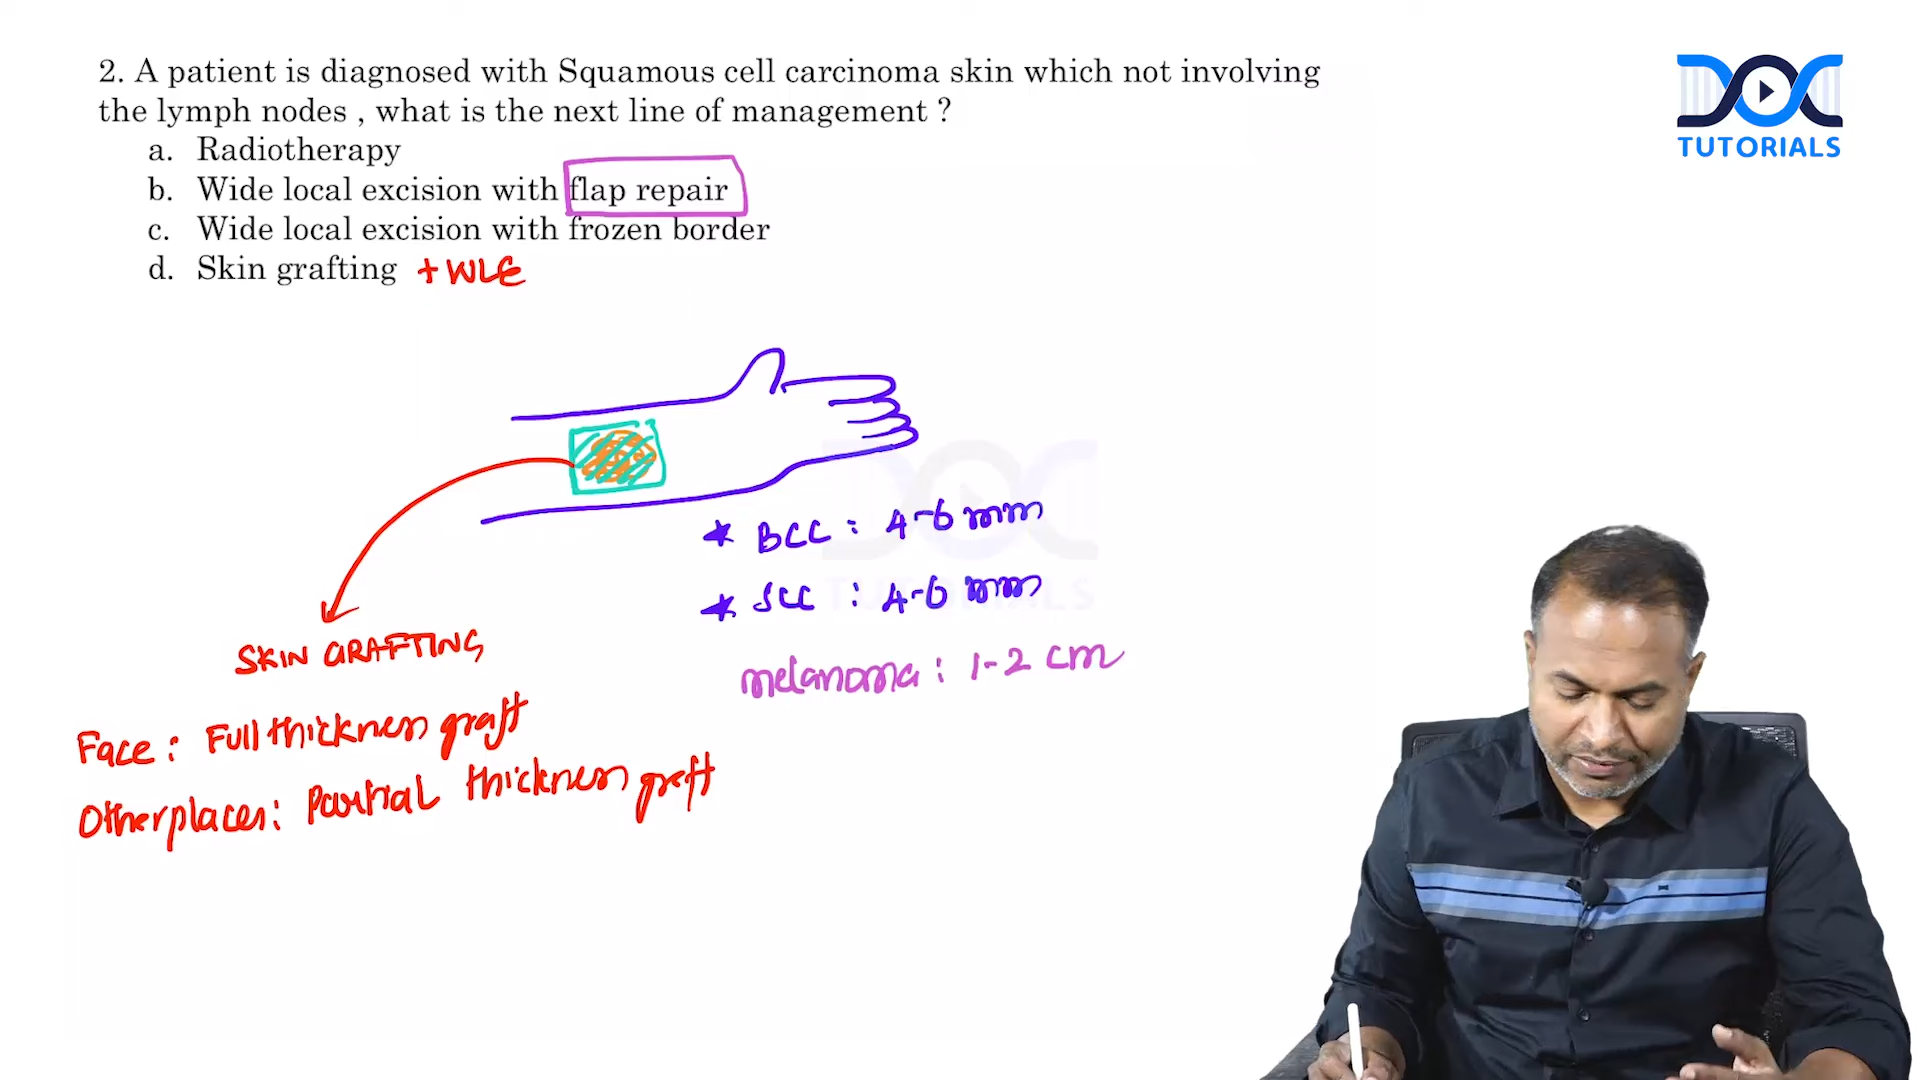 2. A patient is diagnosed with Squamous cell carcinoma skin which not involving
the lymph nodes , what is the next line of management ?
a. Radiotherapy
b. Wide local excision with flap repair
c. Wide local excision with frozen border
d. Skin grafting + WLE
DOC
TUTORIALS
* BCC : 4-6 mm
* SCC : 4-6 mm
melanoma : 1-2 cm
SKIN GRAFTING
Face : Full thickness graft
Other places : Partial thickness graft
DOC
TUTORIALS